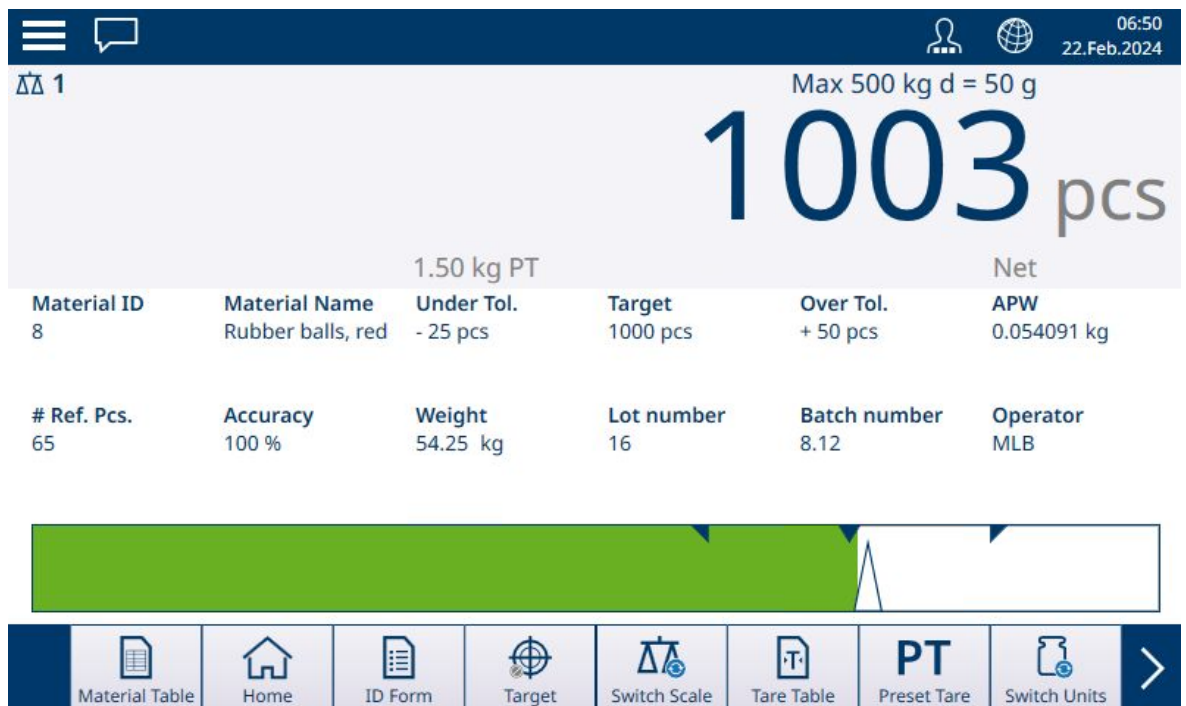 06:50
22.Feb.2024
1
Max 500 kg d = 50 g
1003 pcs
1.50 kg PT
Net
Material ID Material Name Under Tol. Target Over Tol. APW
8 Rubber balls, red - 25 pcs 1000 pcs + 50 pcs 0.054091 kg
# Ref. Pcs. Accuracy Weight Lot number Batch number Operator
65 100 % 54.25 kg 16 8.12 MLB
T
PT
Material Table Home ID Form Target Switch Scale Tare Table Preset Tare Switch Units